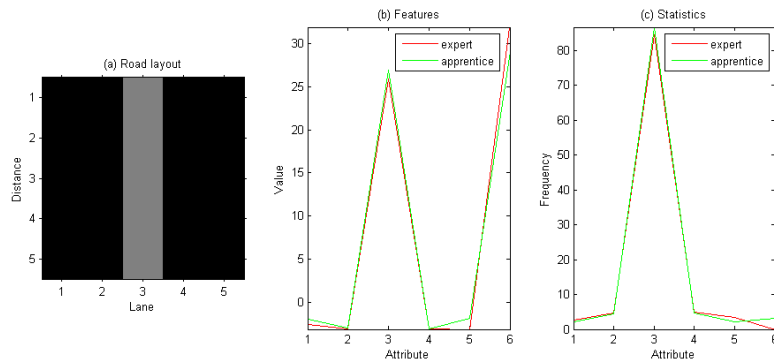 (a) Road layout
1
2
3
4
5
Distance
1 2 3 4 5
Lane
(b) Features
expert
apprentice
30
25
20
15
10
5
0
Value
1 2 3 4 5 6
Attribute
(c) Statistics
expert
apprentice
80
70
60
50
40
30
20
10
0
Frequency
1 2 3 4 5 6
Attribute